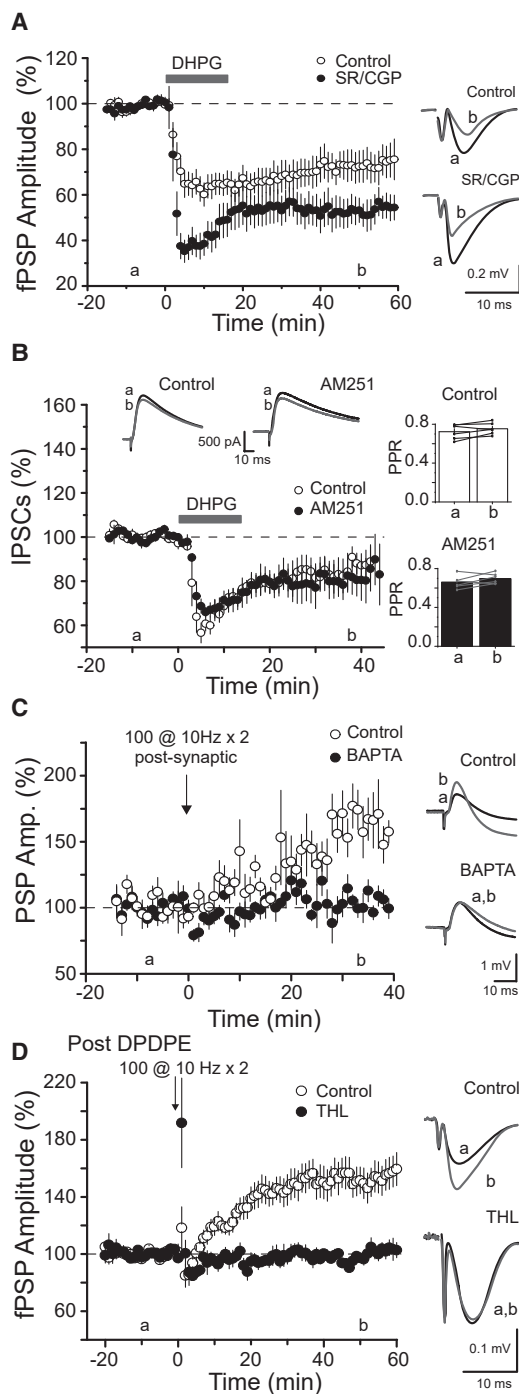 A
DHPG
Control
SR/CGP
fPSP Amplitude (%)
120
100
80
60
40
20
-20
0
20
40
60
a
b
Time (min)
Control
b
a
SR/CGP
b
a
0.2 mV
10 ms
B
Control
a
b
AM251
a
b
500 pA
10 ms
DHPG
Control
AM251
IPSCs (%)
160
140
120
100
80
60
-20
-10
0
10
20
30
40
a
b
Time (min)
Control
PPR
0.8
0.4
0.0
a
b
AM251
PPR
0.8
0.4
0.0
a
b
C
100 @ 10Hz x 2
post-synaptic
Control
BAPTA
PSP Amp. (%)
200
150
100
50
-20
0
20
40
a
b
Time (min)
Control
b
a
BAPTA
a,b
1 mV
10 ms
D
Post DPDPE
100 @ 10 Hz x 2
Control
THL
fPSP Amplitude (%)
220
180
140
100
60
-20
0
20
40
60
a
b
Time (min)
Control
a
b
THL
a,b
0.1 mV
10 ms